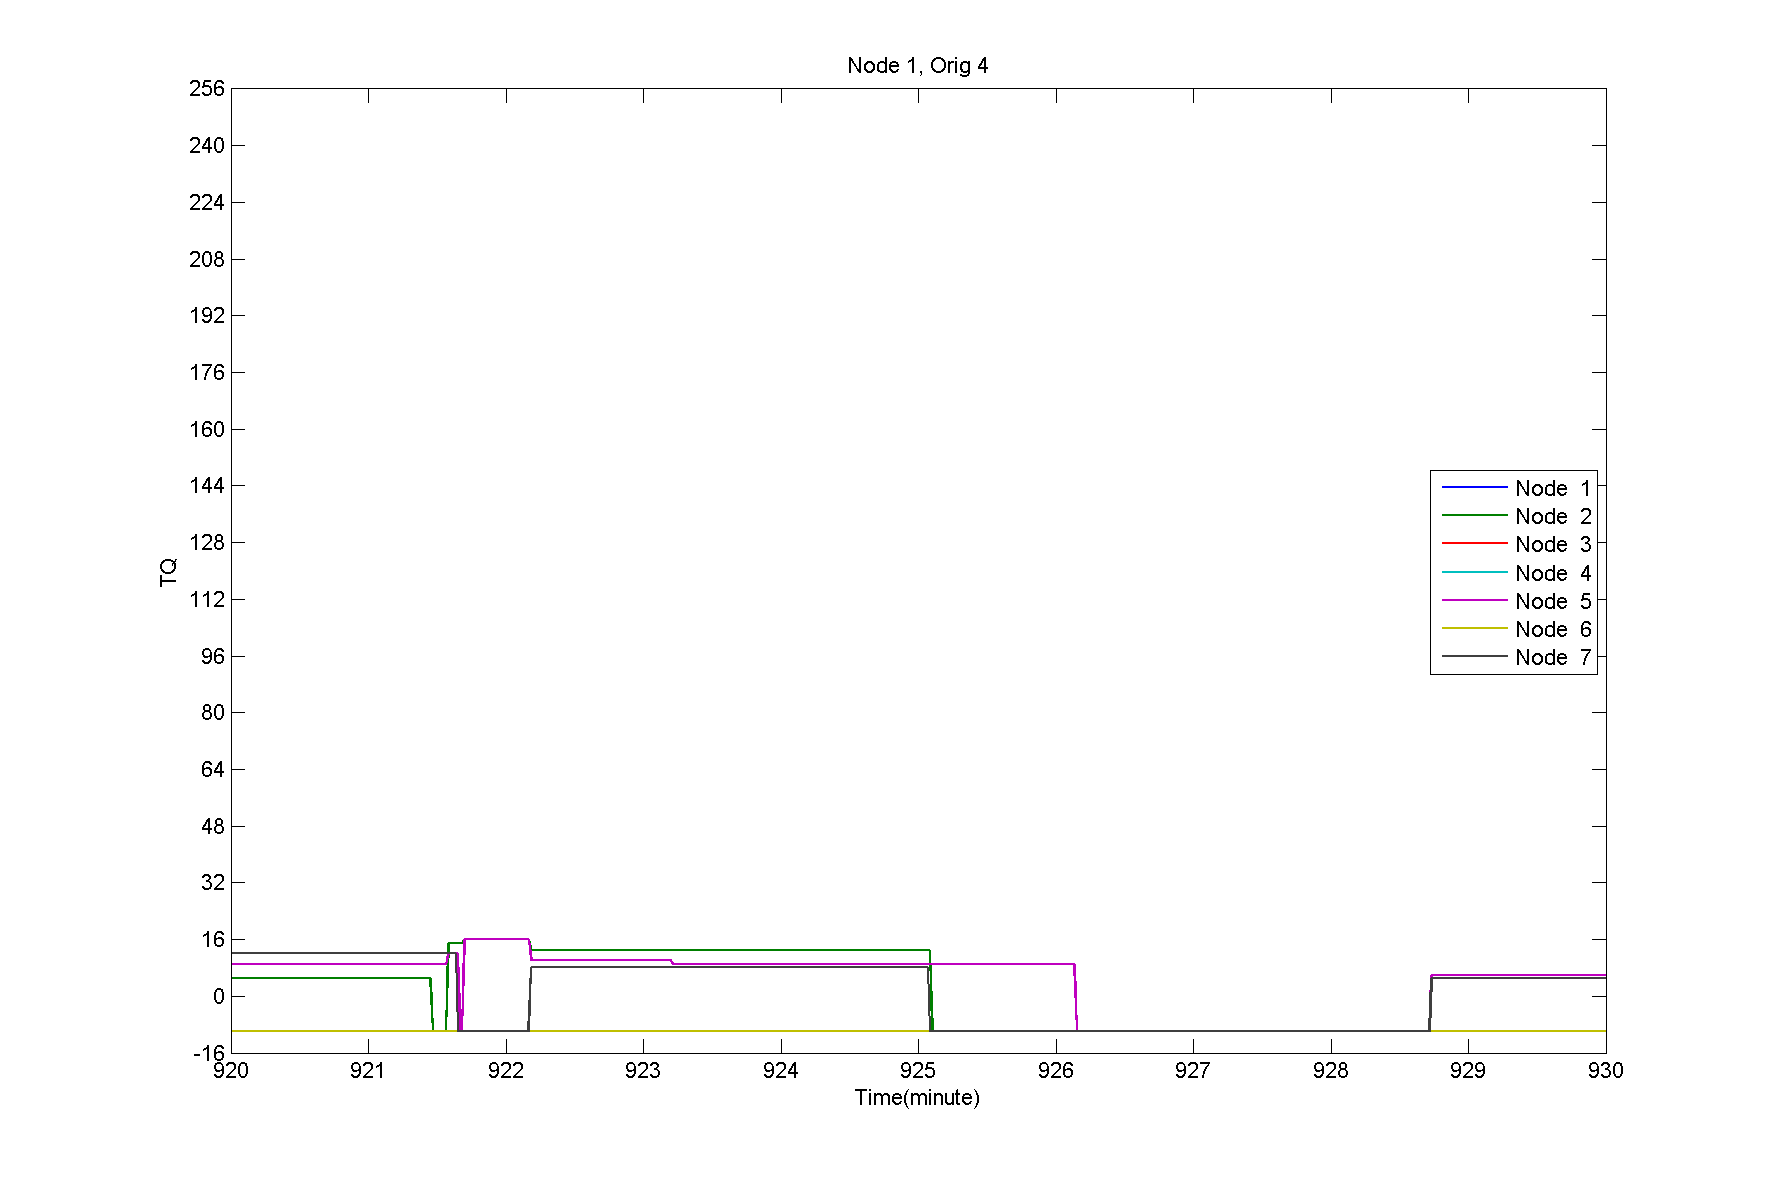 Node 1, Orig 4
256
240
224
208
192
176
160
144
128
112
96
80
64
48
32
16
0
-16
TQ
Node 1
Node 2
Node 3
Node 4
Node 5
Node 6
Node 7
920 921 922 923 924 925 926 927 928 929 930
Time(minute)